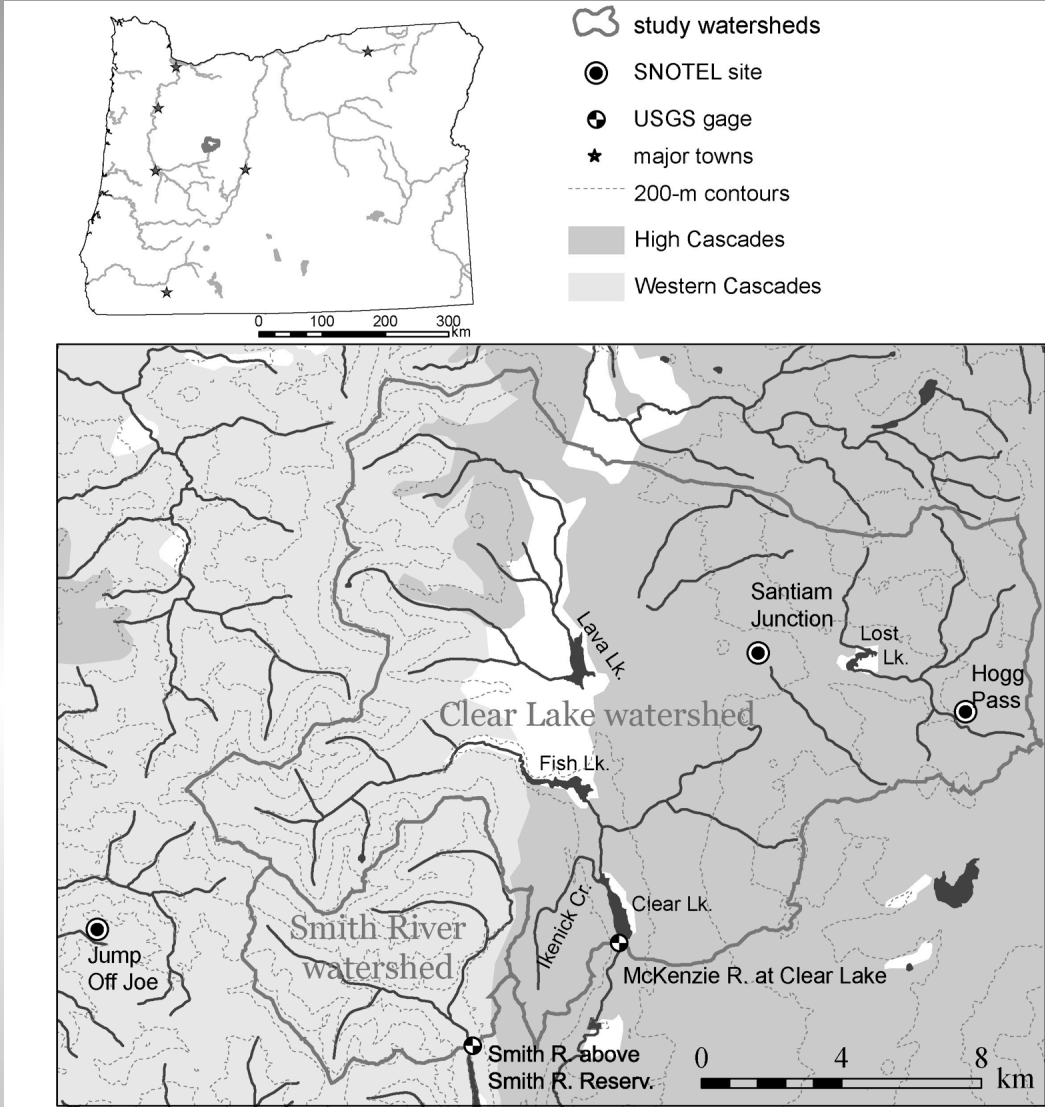 study watersheds
SNOTEL site
USGS gage
major towns
200-m contours
High Cascades
Western Cascades
0 100 200 300
km
Santiam
Junction
Lost
Lk.
Hogg
Pass
Lava Lk.
Clear Lake watershed
Fish Lk.
Ikenick Cr.
Clear Lk.
Smith River
watershed
Jump
Off Joe
McKenzie R. at Clear Lake
Smith R. above
Smith R. Reserv.
0 4 8
km